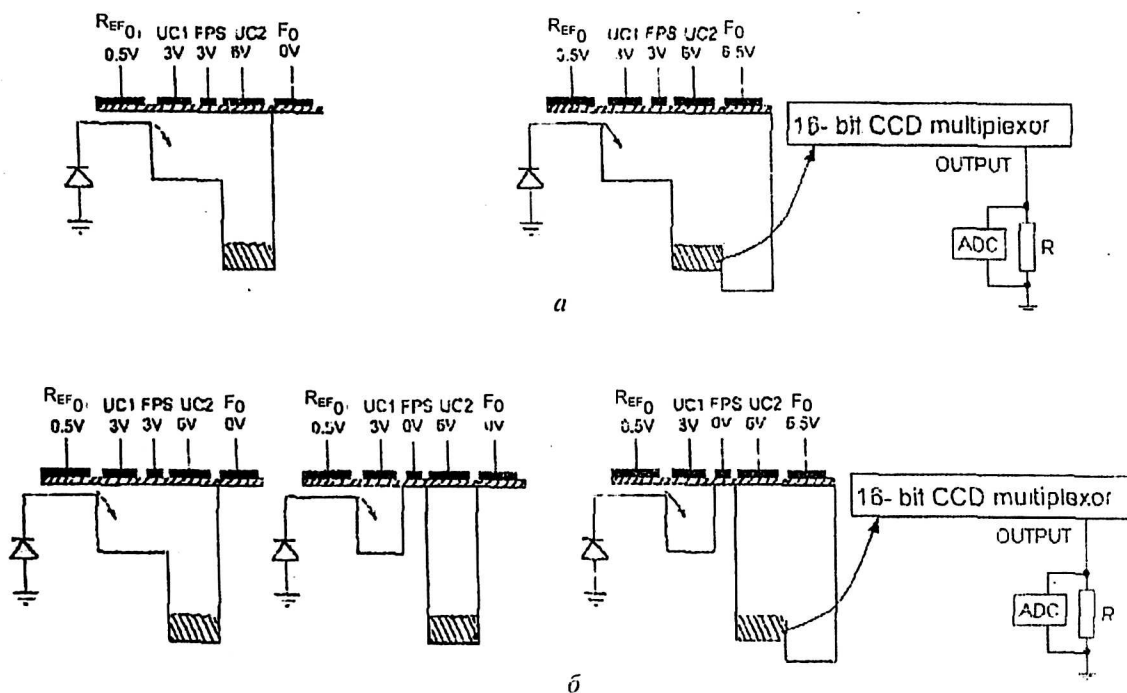 REF0 UC1 FPS UC2 F0
0.5V 3V 3V 6V 0V
REF0 UC1 FPS UC2 F0
0.5V 3V 3V 6V 6.5V
16- bit CCD multiplexor
OUTPUT
ADC
R
а
REF0 UC1 FPS UC2 F0
0.5V 3V 3V 6V 0V
REF0 UC1 FPS UC2 F0
0.5V 3V 0V 6V 0V
REF0 UC1 FPS UC2 F0
0.5V 3V 0V 6V 6.5V
16- bit CCD multiplexor
OUTPUT
ADC
R
б